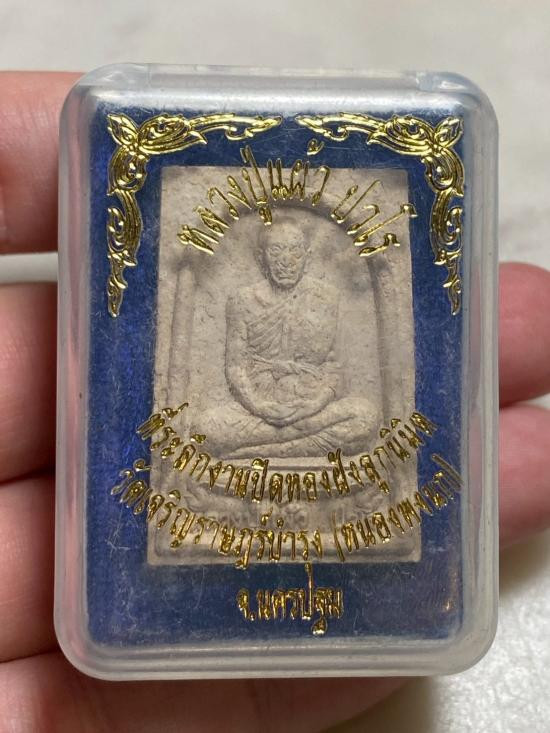 หลวงปู่แผ้ว ปวโร
ที่ระลึกงานปิดทองฝังลูกนิมิต
วัดเจริญราษฎร์บำรุง (หนองพงนก)
จ.นครปฐม